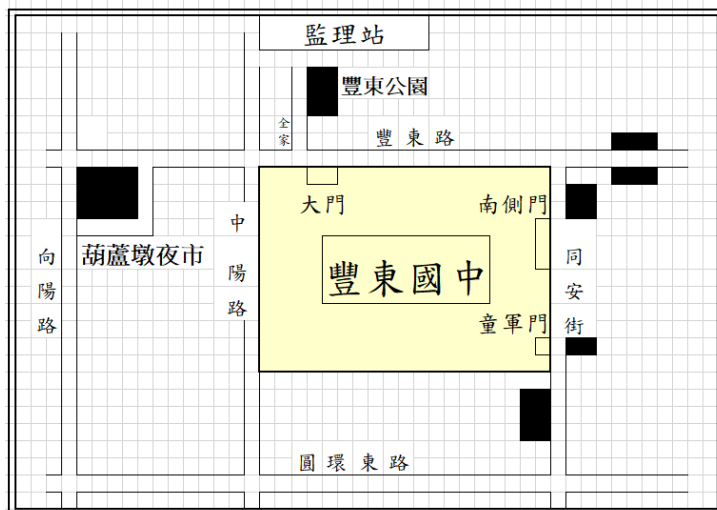 監理站
豐東公園
全家
豐東路
大門
南側門
中陽路
葫蘆墩夜市
向陽路
豐東國中
同安街
童軍門
圓環東路